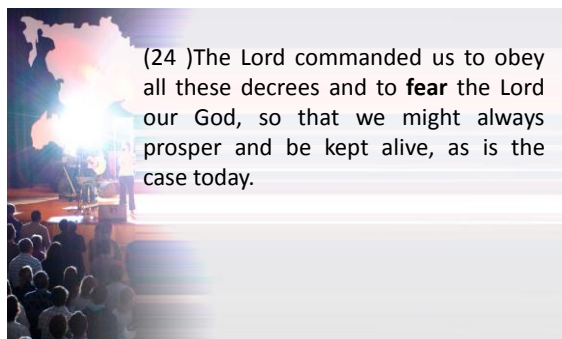 (24 )The Lord commanded us to obey
all these decrees and to fear the Lord
our God, so that we might always
prosper and be kept alive, as is the
case today.